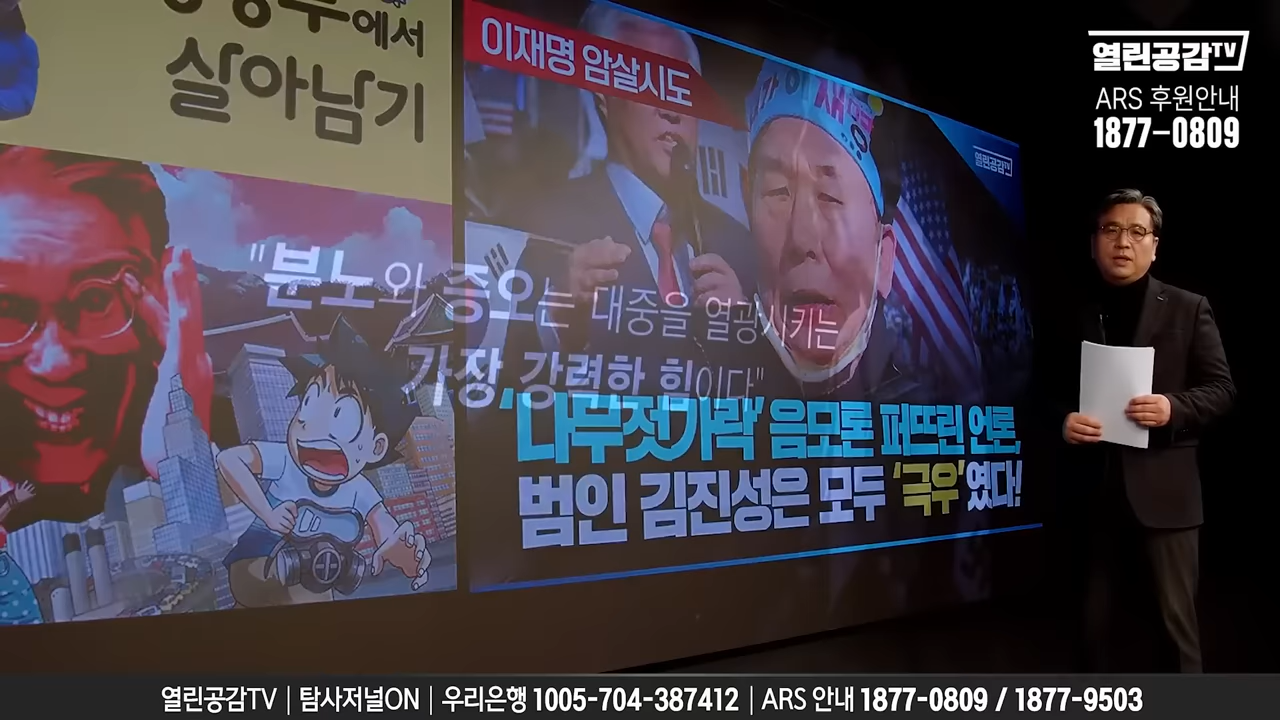 에서
살아남기
이재명 암살시도
열린공감TV
"분노와 증오는 대중을 열광시키는
가장 강력한 힘이다"
'나무젓가락' 음모론 퍼뜨린 언론,
범인 김진성은 모두 '극우'였다!
열린공감TV
ARS 후원안내
1877-0809
열린공감TV | 탐사저널ON | 우리은행 1005-704-387412 | ARS 안내 1877-0809 / 1877-9503